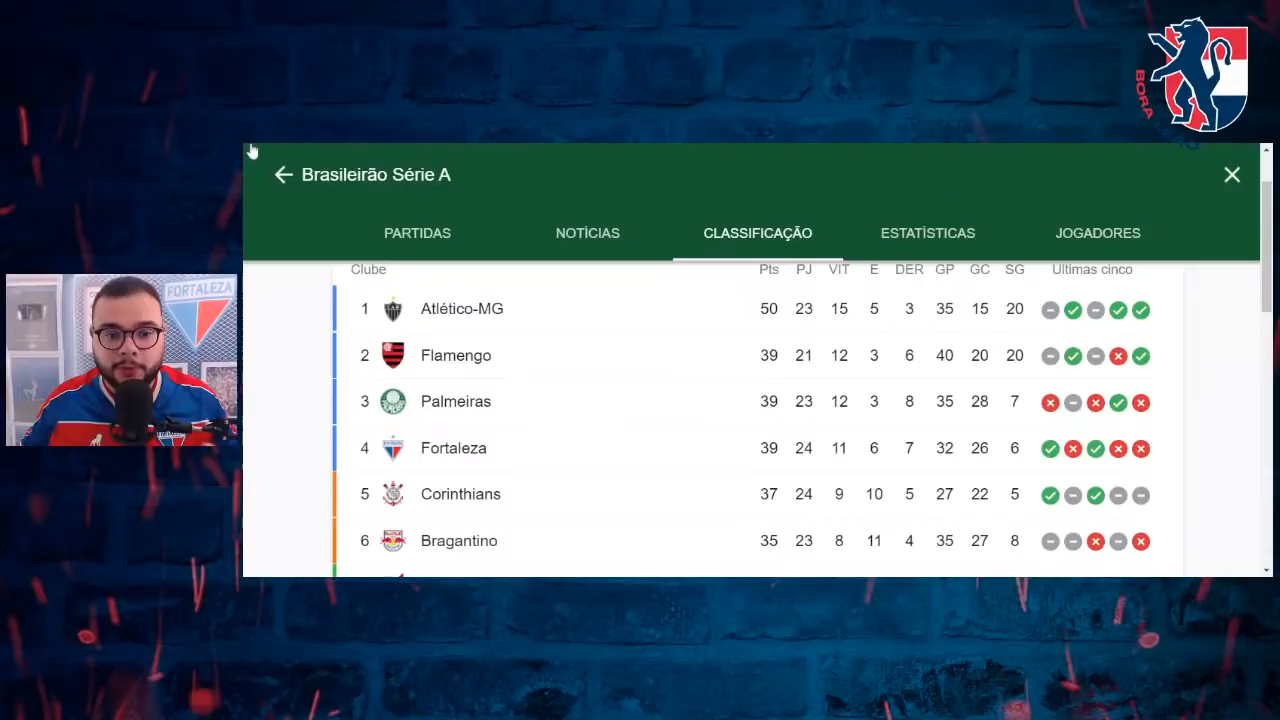 BORA
Brasileirão Série A
PARTIDAS NOTÍCIAS CLASSIFICAÇÃO ESTATÍSTICAS JOGADORES
Clube Pts PJ VIT E DER GP GC SG Últimas cinco
1 Atlético-MG 50 23 15 5 3 35 15 20
2 Flamengo 39 21 12 3 6 40 20 20
3 Palmeiras 39 23 12 3 8 35 28 7
4 Fortaleza 39 24 11 6 7 32 26 6
5 Corinthians 37 24 9 10 5 27 22 5
6 Bragantino 35 23 8 11 4 35 27 8
FORTALEZA